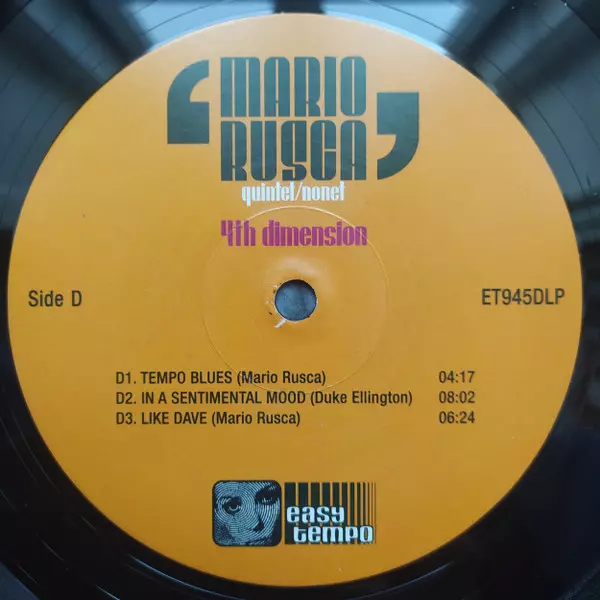 ‘MARIO
RUSCA’
quintet/nonet
4th dimension
Side D
ET945DLP
D1. TEMPO BLUES (Mario Rusca) 04:17
D2. IN A SENTIMENTAL MOOD (Duke Ellington) 08:02
D3. LIKE DAVE (Mario Rusca) 06:24
easy
tempo